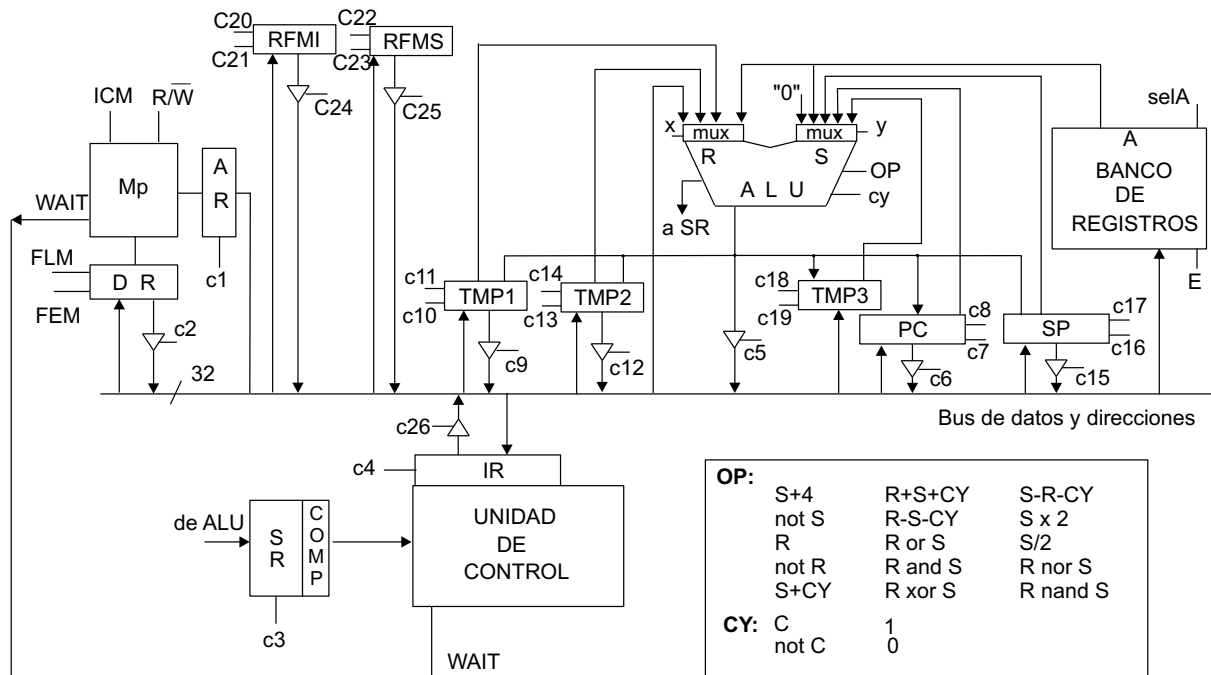 C20
C21
RFMI
C24
C22
C23
RFMS
C25
ICM
R/W̅
Mp
A
R
c1
WAIT
FLM
FEM
D R
c2
32
c11
c10
TMP1
c9
c14
c13
TMP2
c12
"0"
x
mux
mux
y
R
S
A L U
OP
cy
a SR
c5
c18
c19
TMP3
PC
c8
c7
c6
SP
c17
c16
c15
selA
A
BANCO
DE
REGISTROS
E
Bus de datos y direcciones
c26
c4
IR
UNIDAD
DE
CONTROL
de ALU
S
R
C
O
M
P
c3
WAIT
OP:
S+4 R+S+CY S-R-CY
not S R-S-CY S x 2
R R or S S/2
not R R and S R nor S
S+CY R xor S R nand S
CY: C 1
not C 0